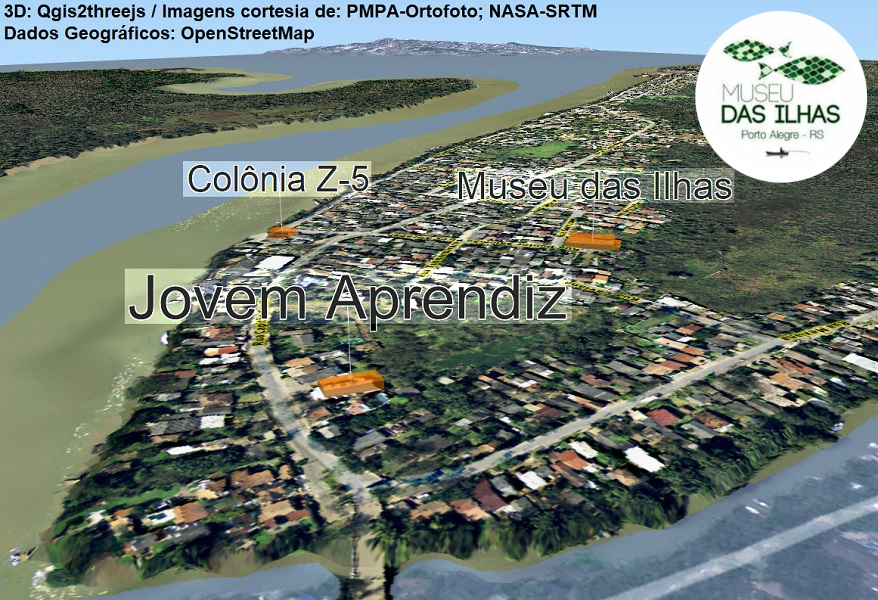 3D: Qgis2threejs / Imagens cortesia de: PMPA-Ortofoto; NASA-SRTM
Dados Geográficos: OpenStreetMap
MUSEU
DAS ILHAS
Porto Alegre - RS
Colônia Z-5
Museu das Ilhas
Jovem Aprendiz